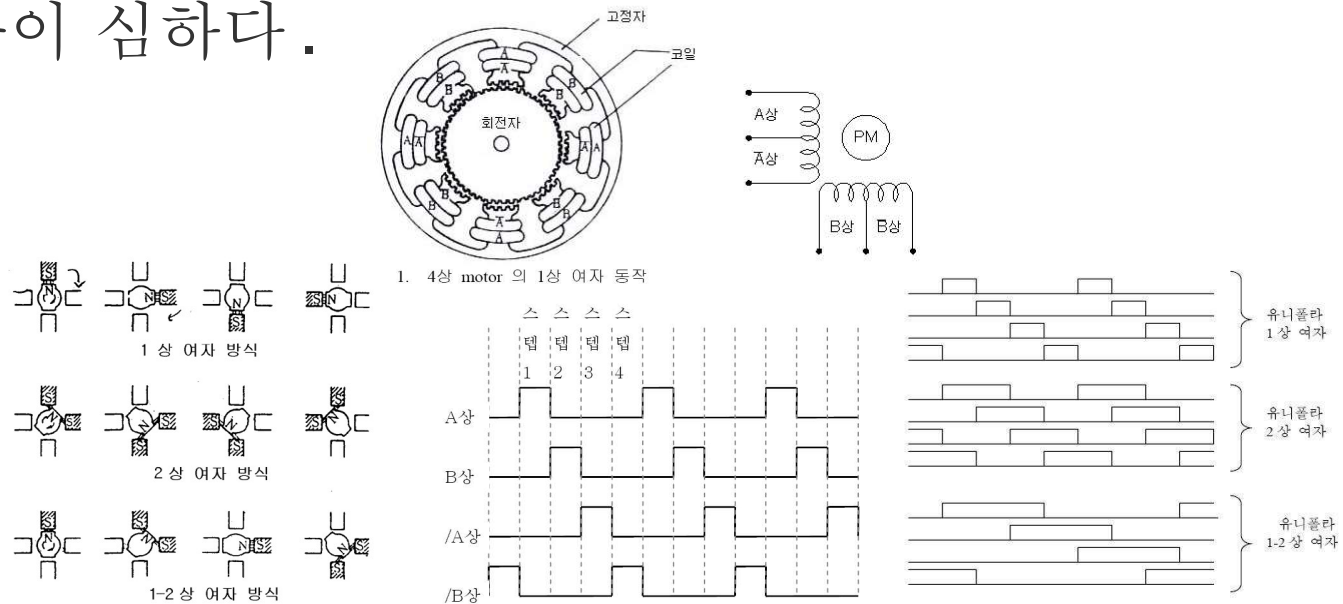 이 심하다.
고정자
코일
회전자
A
A
B
B
B
B
A A
A A
B
B
B
B
A
A
A상
A상
PM
B상 B상
1. 4상 motor 의 1상 여자 동작
S
N
N S
N
S
S N
1 상 여자 방식
S
N S
N S
S
S N
S
S
S N
2 상 여자 방식
S
N
S
N S
N S
N S
S
1-2 상 여자 방식
스 스 스 스
텝 텝 텝 텝
1 2 3 4
A상
B상
/A상
/B상
유니폴라
1상 여자
유니폴라
2상 여자
유니폴라
1-2 상 여자